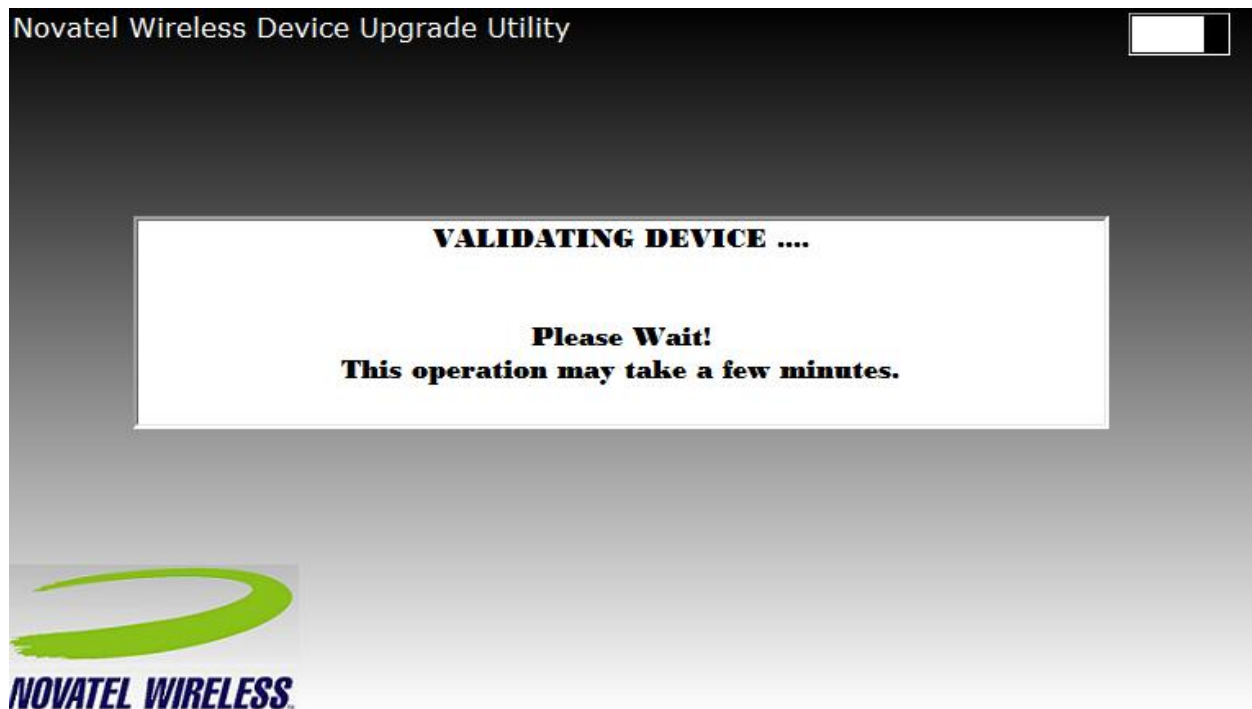 Novatel Wireless Device Upgrade Utility
VALIDATING DEVICE ....
Please Wait!
This operation may take a few minutes.
NOVATEL WIRELESS